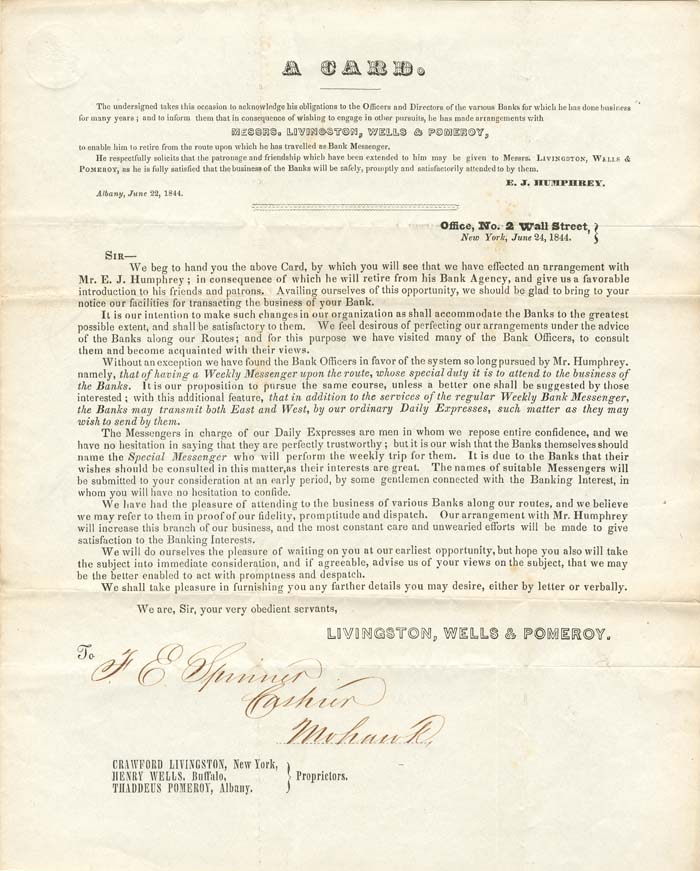 A CARD.
The undersigned takes this occasion to acknowledge his obligations to the Officers and Directors of the various Banks for which he has done business
for many years; and to inform them that in consequence of wishing to engage in other pursuits, he has made arrangements with
MESSRS. LIVINGSTON, WELLS & POMEROY,
to enable him to retire from the route upon which he has travelled as Bank Messenger.
He respectfully solicits that the patronage and friendship which have been extended to him may be given to Messrs. LIVINGSTON, WALLS &
POMEROY, as he is fully satisfied that the business of the Banks will be safely, promptly and satisfactorily attended to by them.
E. J. HUMPHREY.
Albany, June 22, 1844.
Office, No. 2 Wall Street,
New York, June 24, 1844.
SIR—
We beg to hand you the above Card, by which you will see that we have effected an arrangement with
Mr. E. J. Humphrey; in consequence of which he will retire from his Bank Agency, and give us a favorable
introduction to his friends and patrons. Availing ourselves of this opportunity, we should be glad to bring to your
notice our facilities for transacting the business of your Bank.
It is our intention to make such changes in our organization as shall accommodate the Banks to the greatest
possible extent, and shall be satisfactory to them. We feel desirous of perfecting our arrangements under the advice
of the Banks along our Routes; and for this purpose we have visited many of the Bank Officers, to consult
them and become acquainted with their views.
Without an exception we have found the Bank Officers in favor of the system so long pursued by Mr. Humphrey.
namely, that of having a Weekly Messenger upon the route, whose special duty it is to attend to the business of
the Banks. It is our proposition to pursue the same course, unless a better one shall be suggested by those
interested; with this additional feature, that in addition to the services of the regular Weekly Bank Messenger,
the Banks may transmit both East and West, by our ordinary Daily Expresses, such matter as they may
wish to send by them.
The Messengers in charge of our Daily Expresses are men in whom we repose entire confidence, and we
have no hesitation in saying that they are perfectly trustworthy; but it is our wish that the Banks themselves should
name the Special Messenger who will perform the weekly trip for them. It is due to the Banks that their
wishes should be consulted in this matter,as their interests are great. The names of suitable Messengers will
be submitted to your consideration at an early period, by some gentlemen connected with the Banking Interest, in
whom you will have no hesitation to confide.
We have had the pleasure of attending to the business of various Banks along our routes, and we believe
we may refer to them in proof of our fidelity, promptitude and dispatch. Our arrangement with Mr. Humphrey
will increase this branch of our business, and the most constant care and unwearied efforts will be made to give
satisfaction to the Banking Interests.
We will do ourselves the pleasure of waiting on you at our earliest opportunity, but hope you also will take
the subject into immediate consideration, and if agreeable, advise us of your views on the subject, that we may
be the better enabled to act with promptness and despatch.
We shall take pleasure in furnishing you any farther details you may desire, either by letter or verbally.
We are, Sir, your very obedient servants,
LIVINGSTON, WELLS & POMEROY.
To F. E. Spinner
Cashier
Mohawk
CRAWFORD LIVINGSTON, New York,
HENRY WELLS. Buffalo,
THADDEUS POMEROY, Albany.
Proprietors.